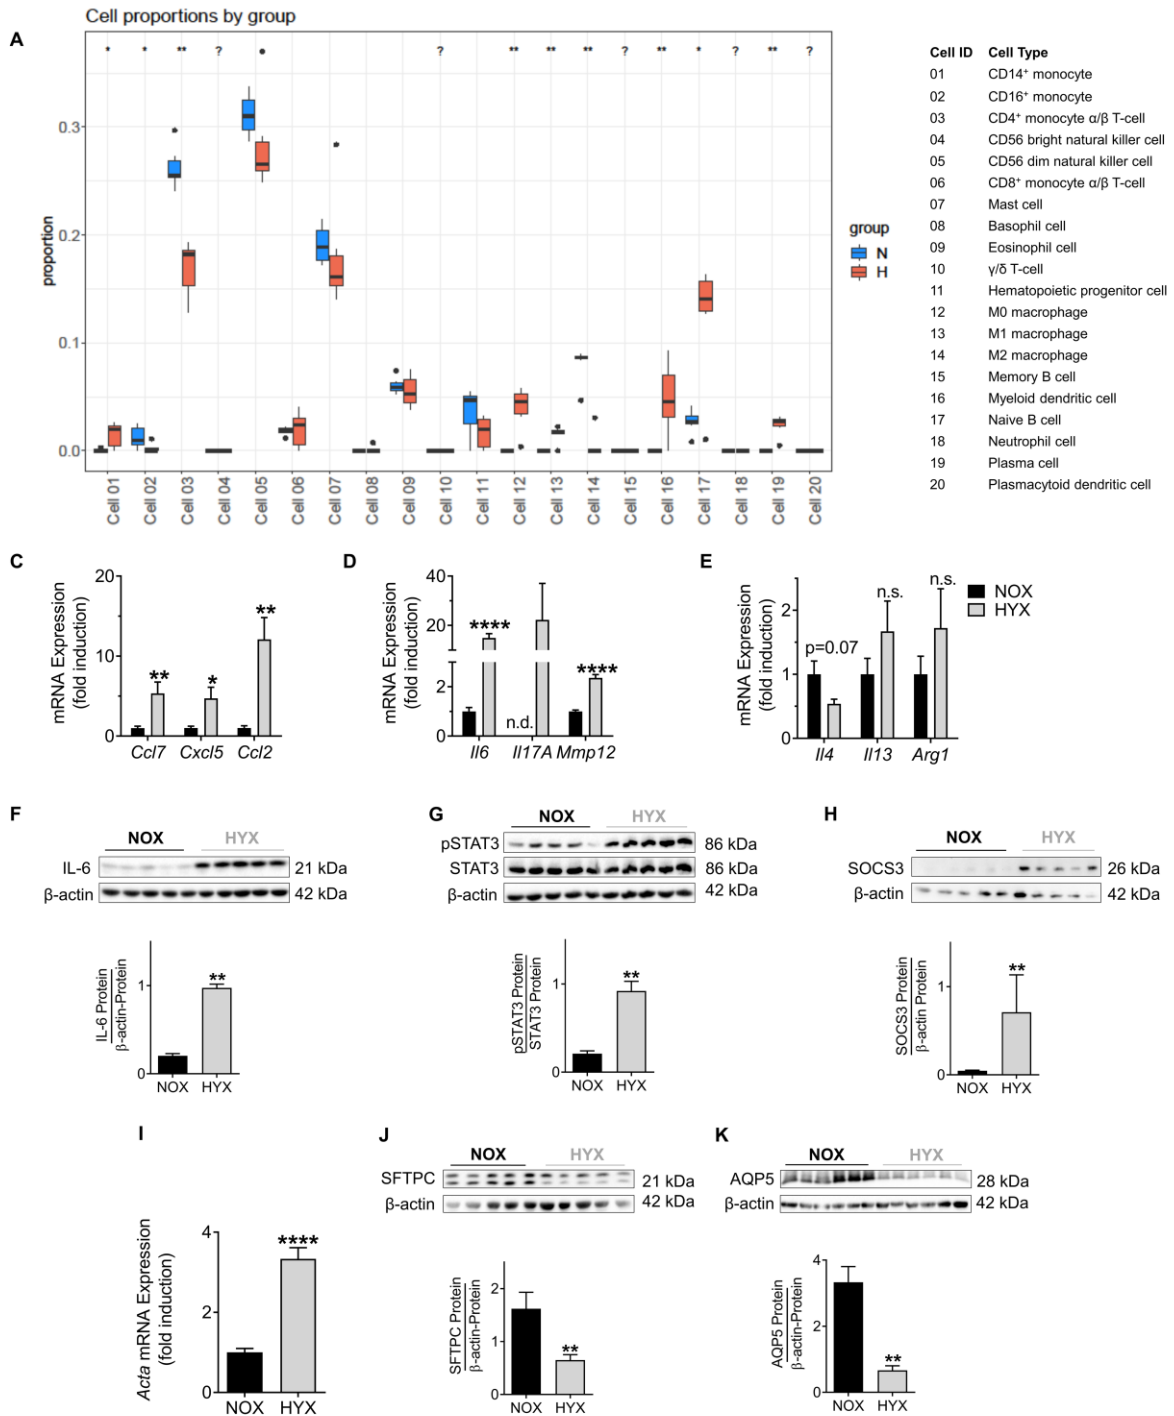 Cell proportions by group
A
* * ** ? ? ** ** ** ? ** * ? ** ?
proportion
0.3
0.2
0.1
0.0
Cell 01 Cell 02 Cell 03 Cell 04 Cell 05 Cell 06 Cell 07 Cell 08 Cell 09 Cell 10 Cell 11 Cell 12 Cell 13 Cell 14 Cell 15 Cell 16 Cell 17 Cell 18 Cell 19 Cell 20
group
N
H
Cell ID Cell Type
01 CD14⁺ monocyte
02 CD16⁺ monocyte
03 CD4⁺ monocyte α/β T-cell
04 CD56 bright natural killer cell
05 CD56 dim natural killer cell
06 CD8⁺ monocyte α/β T-cell
07 Mast cell
08 Basophil cell
09 Eosinophil cell
10 γ/δ T-cell
11 Hematopoietic progenitor cell
12 M0 macrophage
13 M1 macrophage
14 M2 macrophage
15 Memory B cell
16 Myeloid dendritic cell
17 Naive B cell
18 Neutrophil cell
19 Plasma cell
20 Plasmacytoid dendritic cell
C
mRNA Expression
(fold induction)
20
10
0
** * **
Ccl7 Cxcl5 Ccl2
D
mRNA Expression
(fold induction)
40
20
2
0
**** n.d. ****
Il6 Il17A Mmp12
E
mRNA Expression
(fold induction)
2
1
0
p=0.07 n.s. n.s.
Il4 Il13 Arg1
NOX
HYX
F
NOX HYX
IL-6 21 kDa
β-actin 42 kDa
IL-6 Protein
β-actin-Protein
1
0
**
NOX HYX
G
NOX HYX
pSTAT3 86 kDa
STAT3 86 kDa
β-actin 42 kDa
pSTAT3 Protein
STAT3 Protein
1
0
**
NOX HYX
H
NOX HYX
SOCS3 26 kDa
β-actin 42 kDa
SOCS3 Protein
β-actin Protein
1
0
**
NOX HYX
I
Acta mRNA Expression
(fold induction)
4
2
0
****
NOX HYX
J
NOX HYX
SFTPC 21 kDa
β-actin 42 kDa
SFTPC Protein
β-actin-Protein
2
1
0
**
NOX HYX
K
NOX HYX
AQP5 28 kDa
β-actin 42 kDa
AQP5 Protein
β-actin-Protein
4
2
0
**
NOX HYX